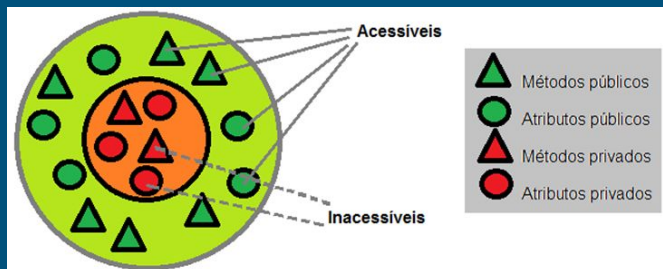 Acessíveis
Inacessíveis
Métodos públicos
Atributos públicos
Métodos privados
Atributos privados